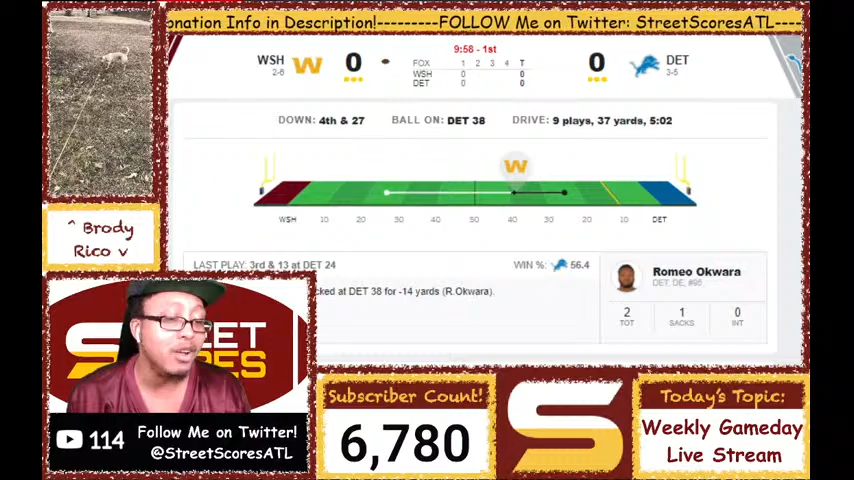 onation Info in Description!---------FOLLOW Me on Twitter: StreetScoresATL----
WSH
2-6
W
0
9:58 - 1st
FOX 1 2 3 4 T
WSH 0 0
DET 0 0
0
DET
3-5
DOWN: 4th & 27
BALL ON: DET 38
DRIVE: 9 plays, 37 yards, 5:02
W
WSH 10 20 30 40 50 40 30 20 10 DET
^ Brody
Rico v
LAST PLAY: 3rd & 13 at DET 24
WIN %: 56.4
cked at DET 38 for -14 yards (R.Okwara).
Romeo Okwara
DET, DE, #95
2 1 0
TOT SACKS INT
S
EET
RES
114
Follow Me on Twitter!
@StreetScoresATL
Subscriber Count!
6,780
S
Today's Topic:
Weekly Gameday
Live Stream